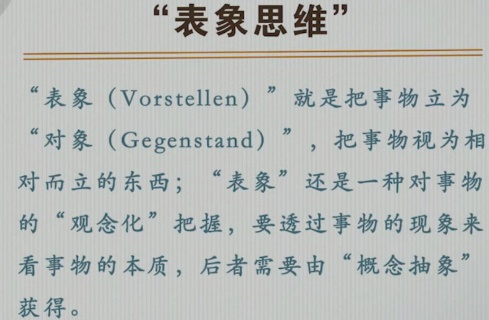 “表象思维”
“表象（Vorstellen）”就是把事物立为
“对象（Gegenstand）”，把事物视为相
对而立的东西；“表象”还是一种对事物
的“观念化”把握，要透过事物的现象来
看事物的本质，后者需要由“概念抽象”
获得。